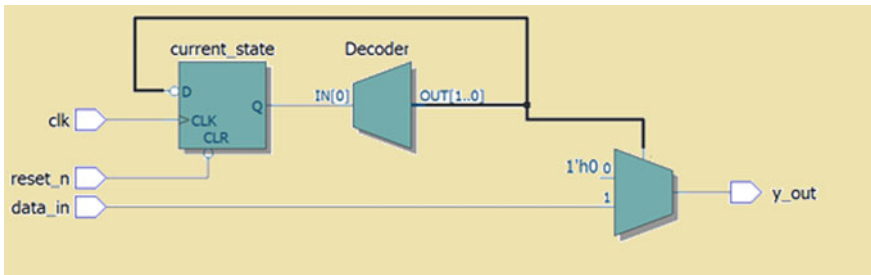 current_state
Decoder
D
IN[0]
OUT[1..0]
Q
clk
CLK
CLR
1'h0 0
reset_n
1
y_out
data_in